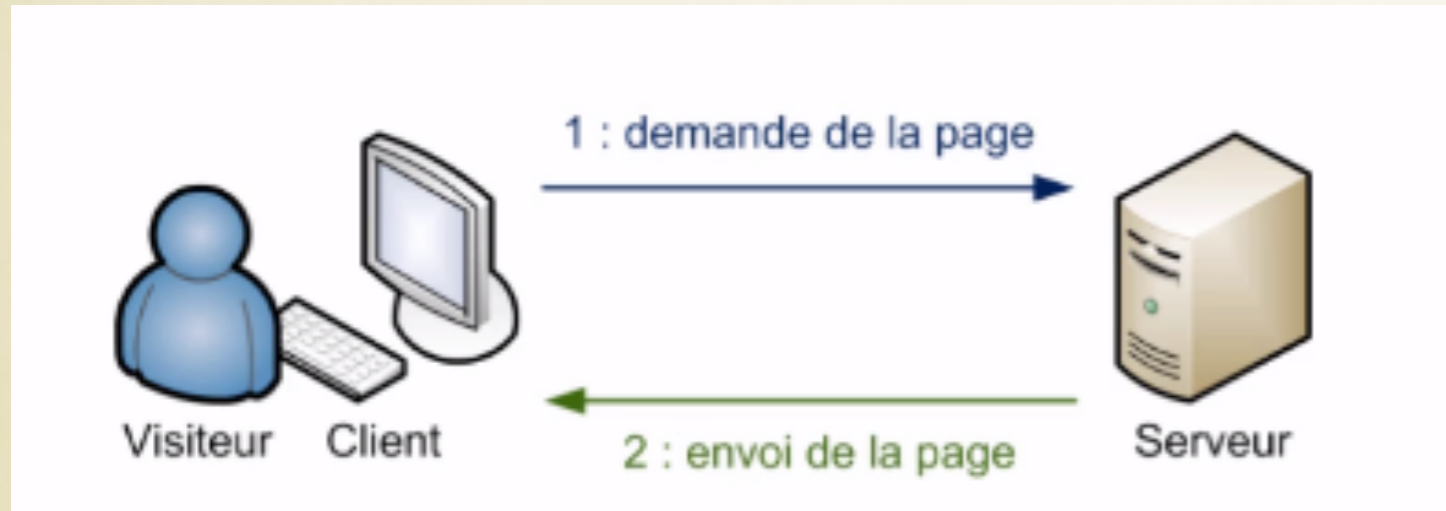 1 : demande de la page
Visiteur
Client
2 : envoi de la page
Serveur